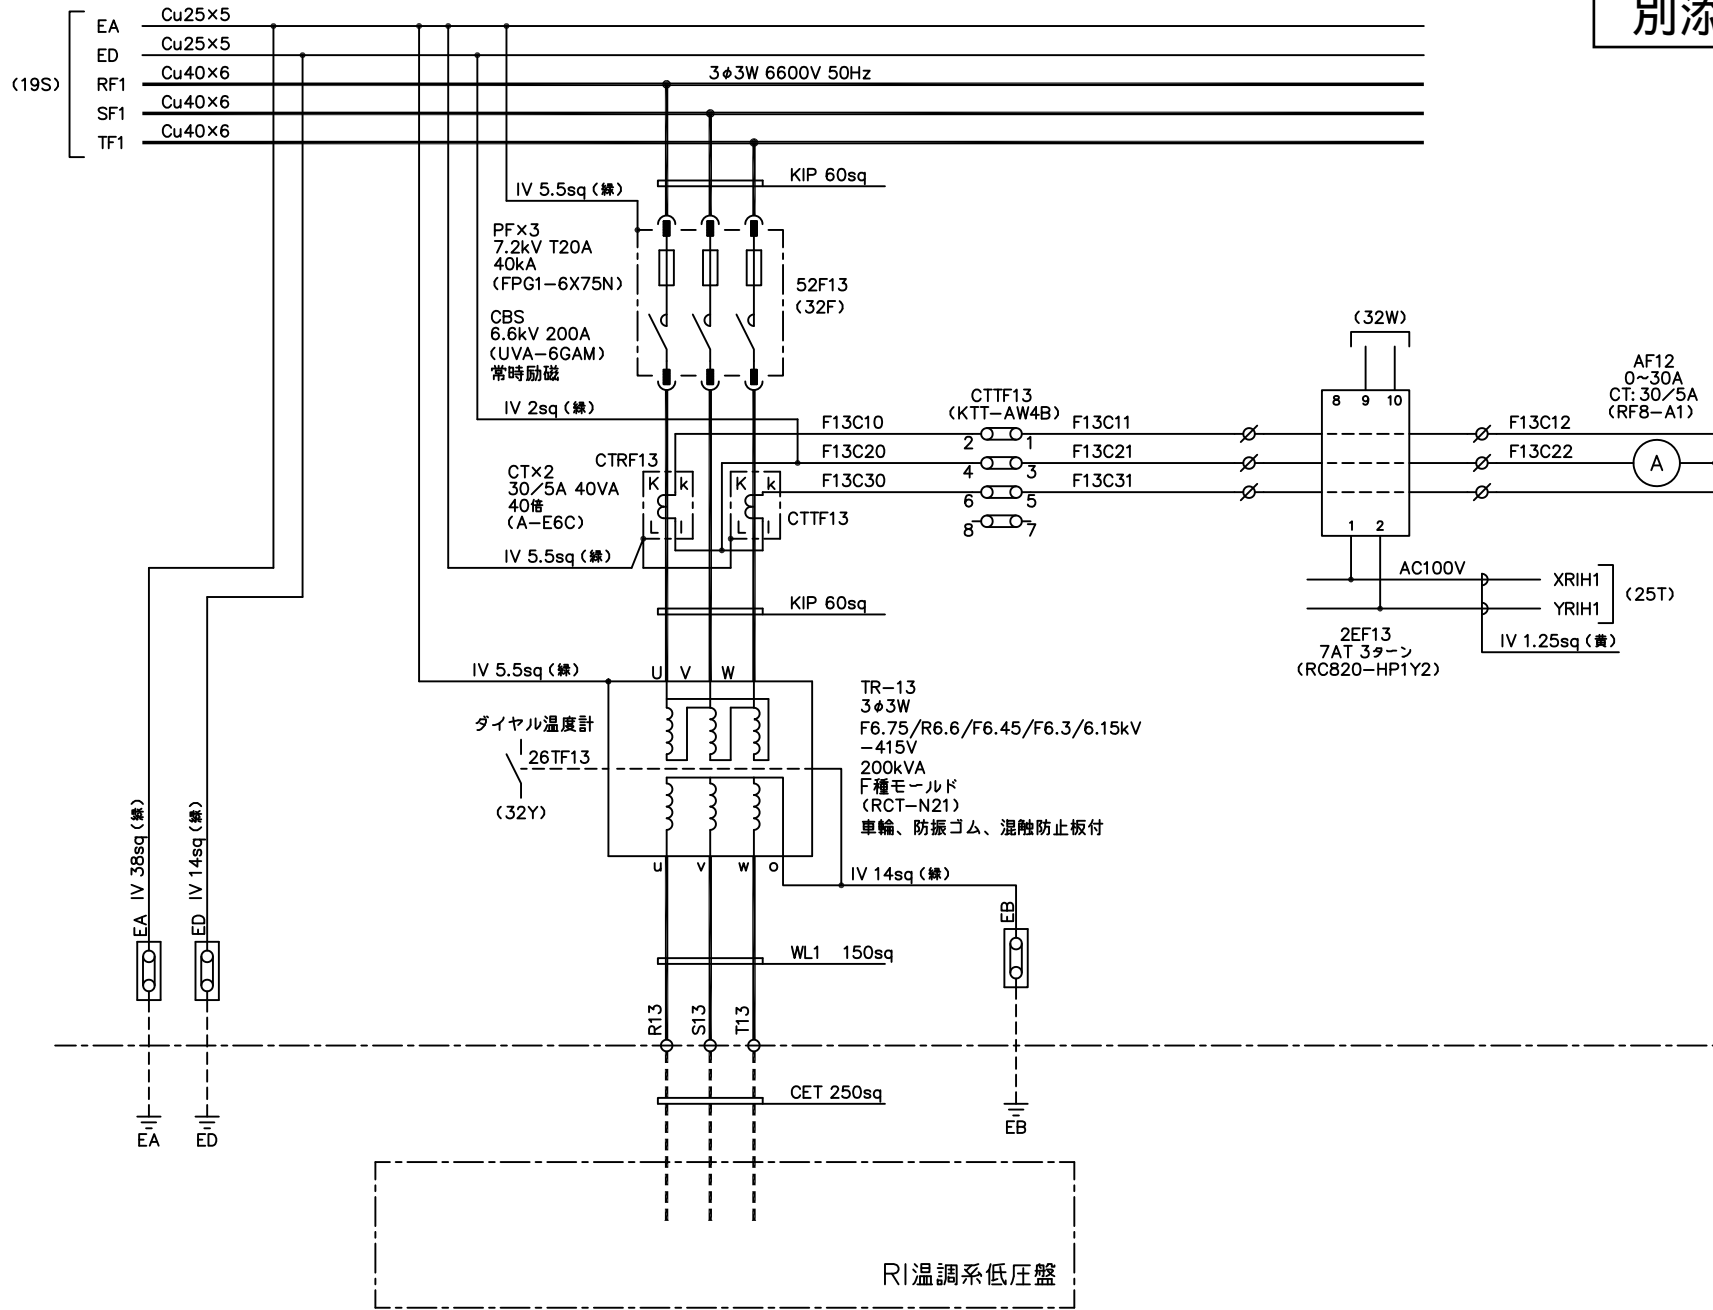 別添
(19S)
EA Cu25×5
ED Cu25×5
RF1 Cu40×6
3φ3W 6600V 50Hz
SF1 Cu40×6
TF1 Cu40×6
KIP 60sq
IV 5.5sq(緑)
PF×3
7.2kV T20A
40kA
(FPG1-6X75N)
52F13
(32F)
CBS
6.6kV 200A
(UVA-6GAM)
常時励磁
IV 2sq(緑)
CTTF13
(KTT-AW4B)
F13C10
2 1
F13C11
F13C20
4 3
F13C21
F13C30
6 5
F13C31
8 7
(32W)
8 9 10
1 2
AF12
0~30A
CT:30/5A
(RF8-A1)
F13C12
F13C22
A
CTRF13
CT×2
30/5A 40VA
40倍
(A-E6C)
K k
L l
K k
L l
CTTF13
IV 5.5sq(緑)
AC100V
XRIH1
YRIH1
(25T)
IV 1.25sq(黄)
2EF13
7AT 3ターン
(RC820-HP1Y2)
KIP 60sq
IV 5.5sq(緑)
U V W
TR-13
3φ3W
F6.75/R6.6/F6.45/F6.3/6.15kV
-415V
200kVA
F種モールド
(RCT-N21)
車輪、防振ゴム、混触防止板付
ダイヤル温度計
26TF13
(32Y)
u v w o
IV 14sq(緑)
EA IV 38sq(緑)
ED IV 14sq(緑)
EB
WL1 150sq
R13
S13
T13
CET 250sq
EA
ED
EB
RI温調系低圧盤